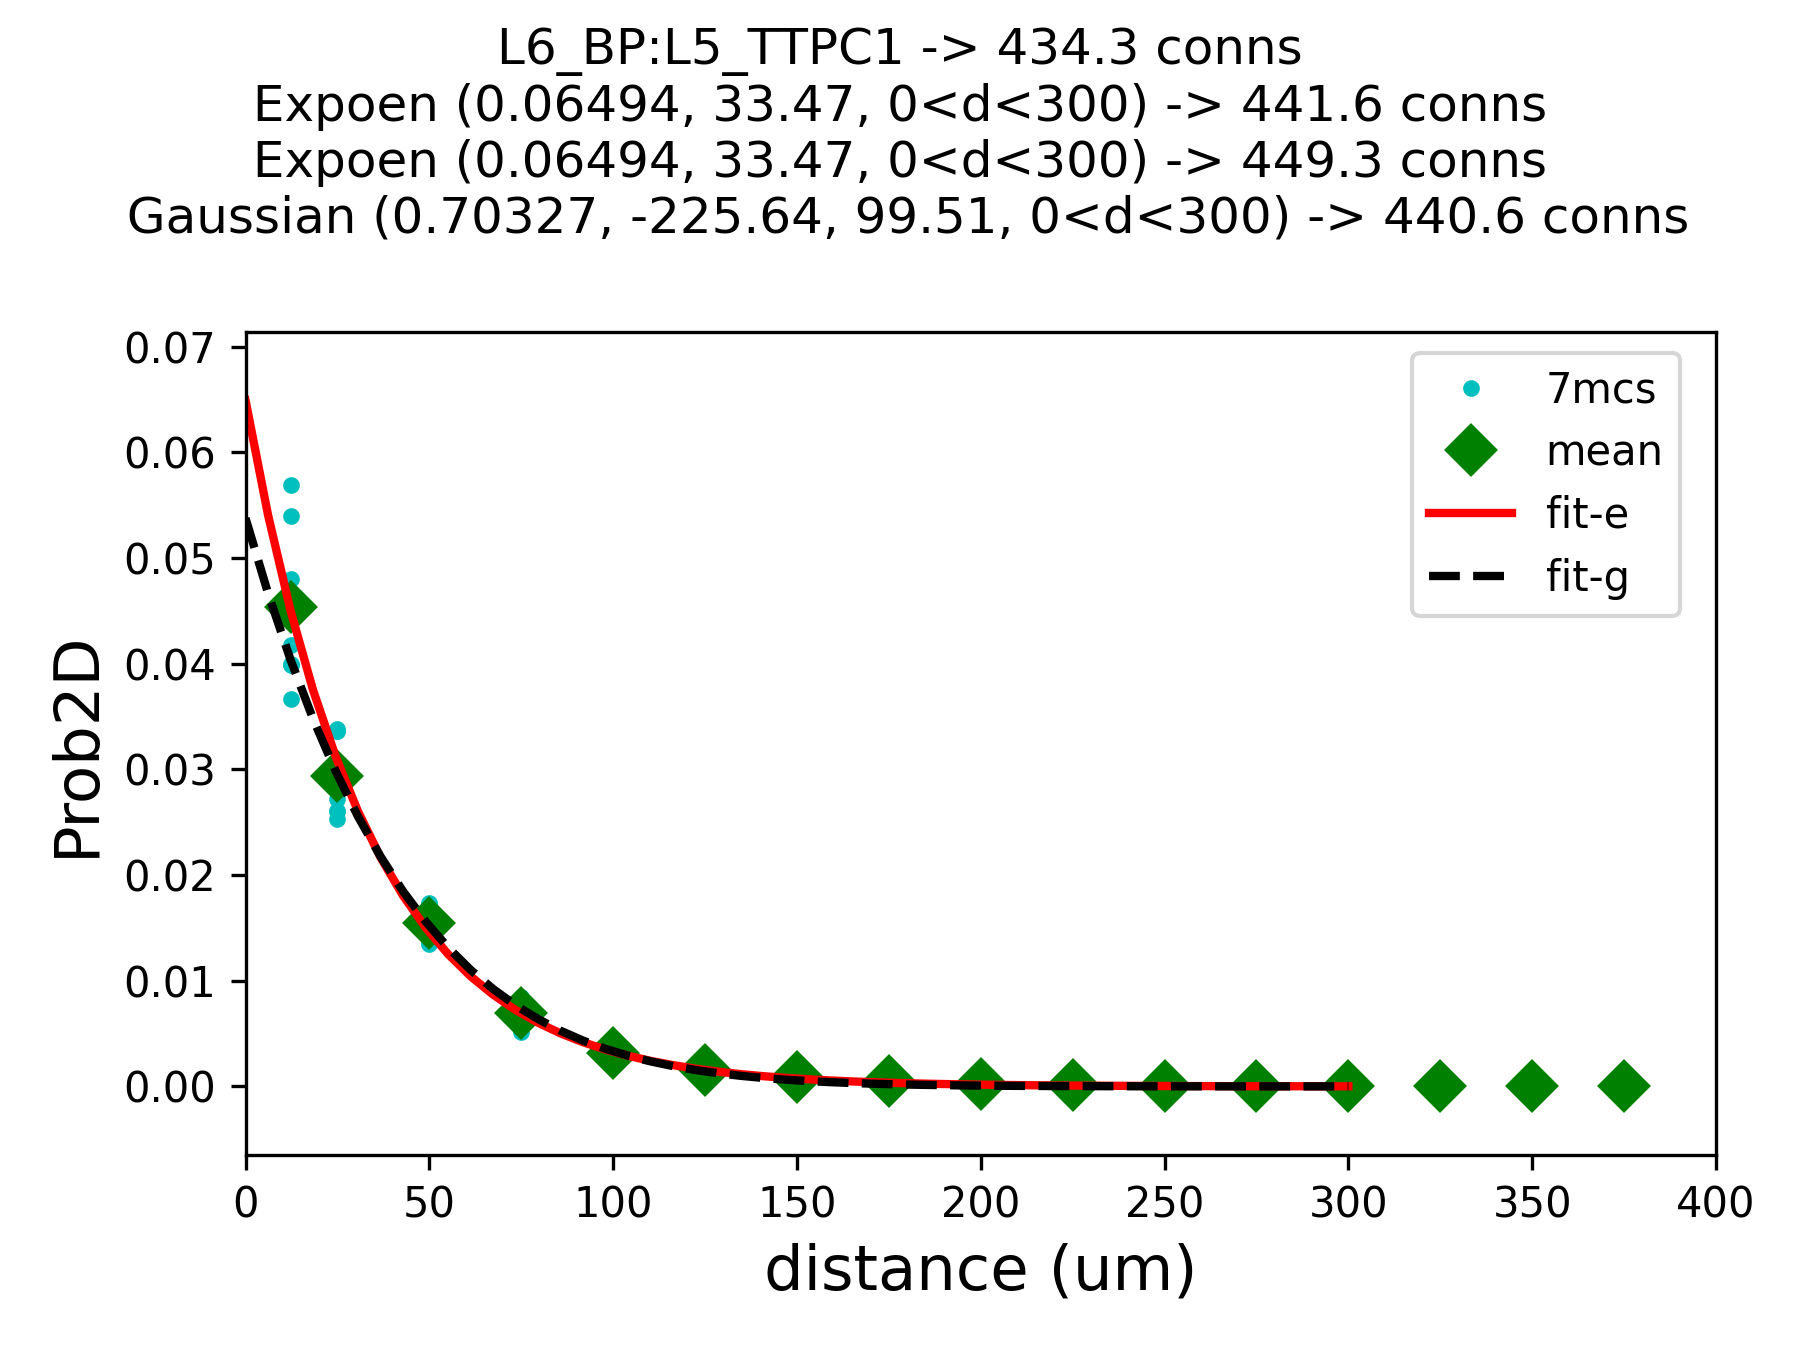 L6_BP:L5_TTPC1 -> 434.3 conns
Expoen (0.06494, 33.47, 0<d<300) -> 441.6 conns
Expoen (0.06494, 33.47, 0<d<300) -> 449.3 conns
Gaussian (0.70327, -225.64, 99.51, 0<d<300) -> 440.6 conns
0.07
0.06
0.05
0.04
0.03
0.02
0.01
0.00
Prob2D
7mcs
mean
fit-e
fit-g
0 50 100 150 200 250 300 350 400
distance (um)